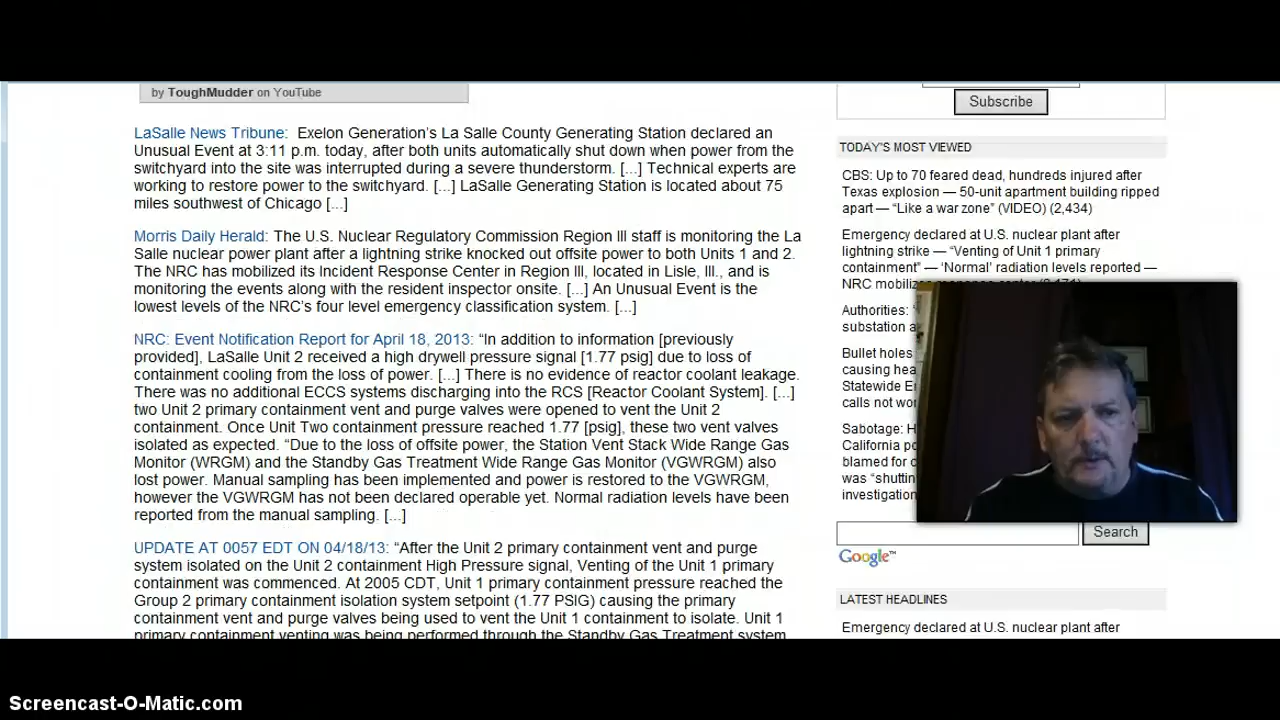 by ToughMudder on YouTube
LaSalle News Tribune: Exelon Generation's La Salle County Generating Station declared an
Unusual Event at 3:11 p.m. today, after both units automatically shut down when power from the
switchyard into the site was interrupted during a severe thunderstorm. [...] Technical experts are
working to restore power to the switchyard. [...] LaSalle Generating Station is located about 75
miles southwest of Chicago [...]
Morris Daily Herald: The U.S. Nuclear Regulatory Commission Region III staff is monitoring the La
Salle nuclear power plant after a lightning strike knocked out offsite power to both Units 1 and 2.
The NRC has mobilized its Incident Response Center in Region III, located in Lisle, Ill., and is
monitoring the events along with the resident inspector onsite. [...] An Unusual Event is the
lowest levels of the NRC's four level emergency classification system. [...]
NRC: Event Notification Report for April 18, 2013: "In addition to information [previously
provided], LaSalle Unit 2 received a high drywell pressure signal [1.77 psig] due to loss of
containment cooling from the loss of power. [...] There is no evidence of reactor coolant leakage.
There was no additional ECCS systems discharging into the RCS [Reactor Coolant System]. [...]
two Unit 2 primary containment vent and purge valves were opened to vent the Unit 2
containment. Once Unit Two containment pressure reached 1.77 [psig], these two vent valves
isolated as expected. "Due to the loss of offsite power, the Station Vent Stack Wide Range Gas
Monitor (WRGM) and the Standby Gas Treatment Wide Range Gas Monitor (VGWRGM) also
lost power. Manual sampling has been implemented and power is restored to the VGWRGM,
however the VGWRGM has not been declared operable yet. Normal radiation levels have been
reported from the manual sampling. [...]
UPDATE AT 0057 EDT ON 04/18/13: "After the Unit 2 primary containment vent and purge
system isolated on the Unit 2 containment High Pressure signal, Venting of the Unit 1 primary
containment was commenced. At 2005 CDT, Unit 1 primary containment pressure reached the
Group 2 primary containment isolation system setpoint (1.77 PSIG) causing the primary
containment vent and purge valves being used to vent the Unit 1 containment to isolate. Unit 1
primary containment venting was being performed through the Standby Gas Treatment system
Subscribe
TODAY'S MOST VIEWED
CBS: Up to 70 feared dead, hundreds injured after
Texas explosion — 50-unit apartment building ripped
apart — "Like a war zone" (VIDEO) (2,434)
Emergency declared at U.S. nuclear plant after
lightning strike — "Venting of Unit 1 primary
containment" — 'Normal' radiation levels reported —
NRC mobilizes response center
Authorities:
substation
Bullet holes
causing
Statewide
calls not
Sabotage:
California
blamed for
was "shutting
investigation
Search
Google™
LATEST HEADLINES
Emergency declared at U.S. nuclear plant after
Screencast-O-Matic.com